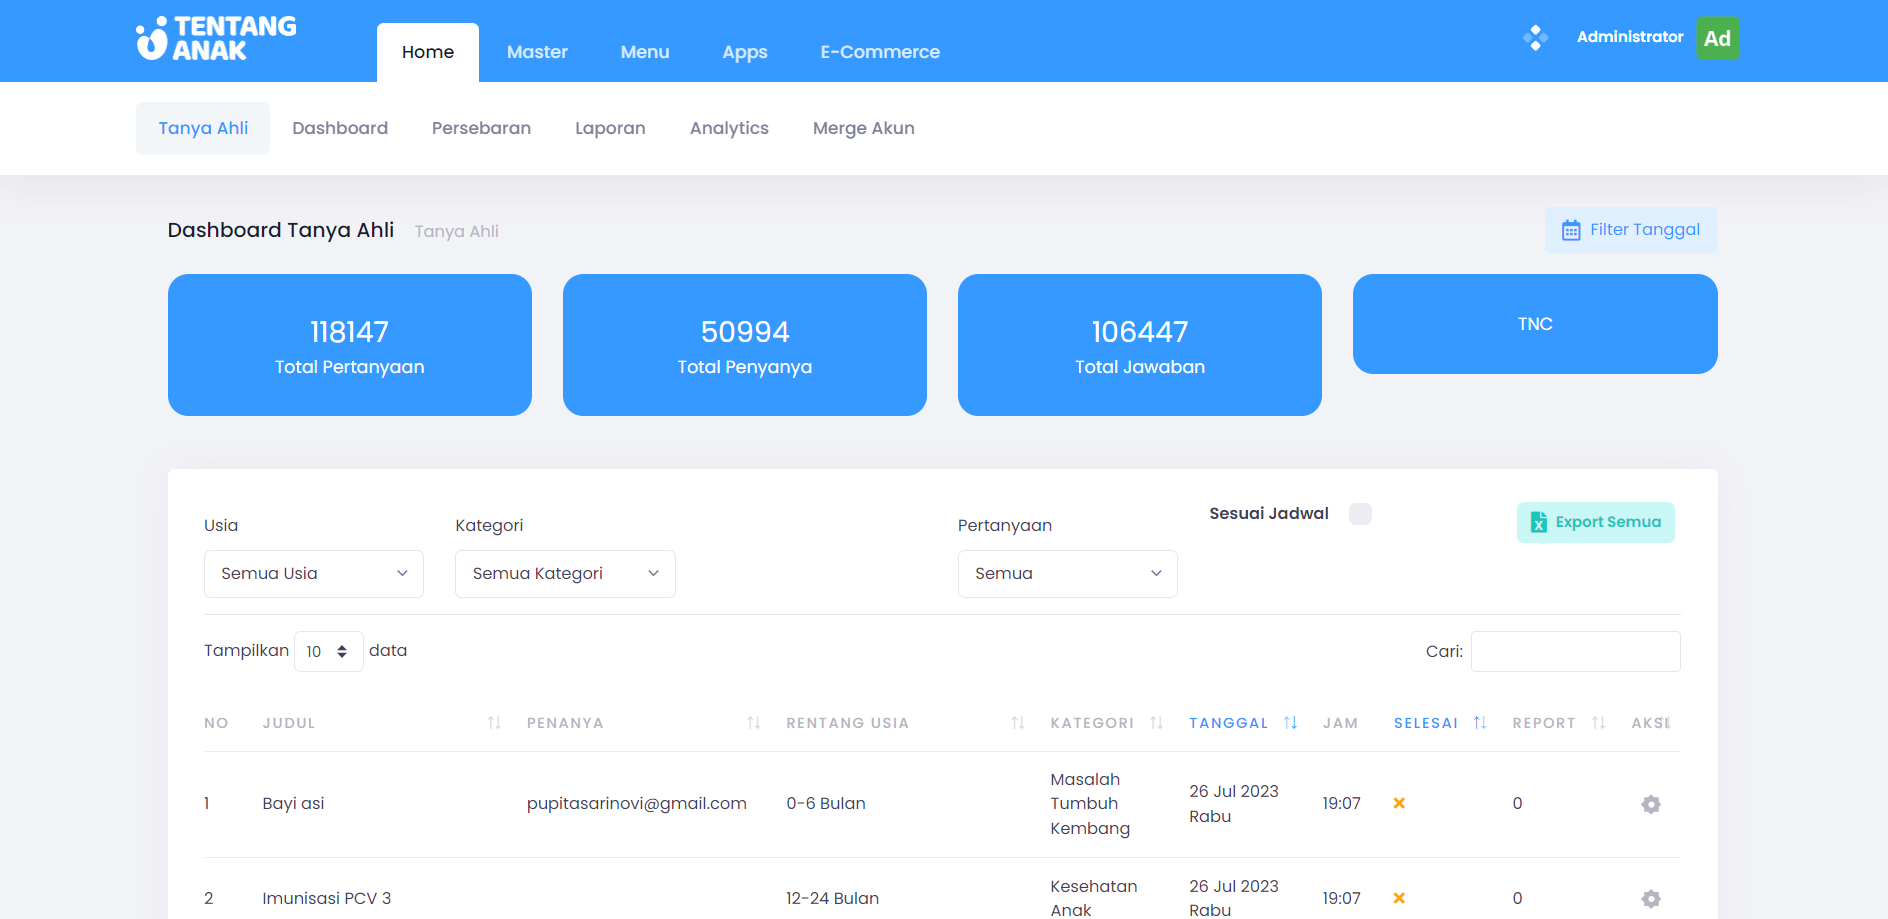 TENTANG
ANAK
Home
Master
Menu
Apps
E-Commerce
Administrator
Ad
Tanya Ahli
Dashboard
Persebaran
Laporan
Analytics
Merge Akun
Dashboard Tanya Ahli
Tanya Ahli
Filter Tanggal
118147
Total Pertanyaan
50994
Total Penyanya
106447
Total Jawaban
TNC
Usia
Kategori
Pertanyaan
Sesuai Jadwal
Export Semua
Semua Usia
Semua Kategori
Semua
Tampilkan 10 data
Cari:
NO JUDUL PENANYA RENTANG USIA KATEGORI TANGGAL JAM SELESAI REPORT AKSI
1 Bayi asi pupitasarinovi@gmail.com 0-6 Bulan
Masalah
Tumbuh
Kembang
26 Jul 2023
Rabu
19:07
0
2 Imunisasi PCV 3 12-24 Bulan
Kesehatan
Anak
26 Jul 2023
Rabu
19:07
0